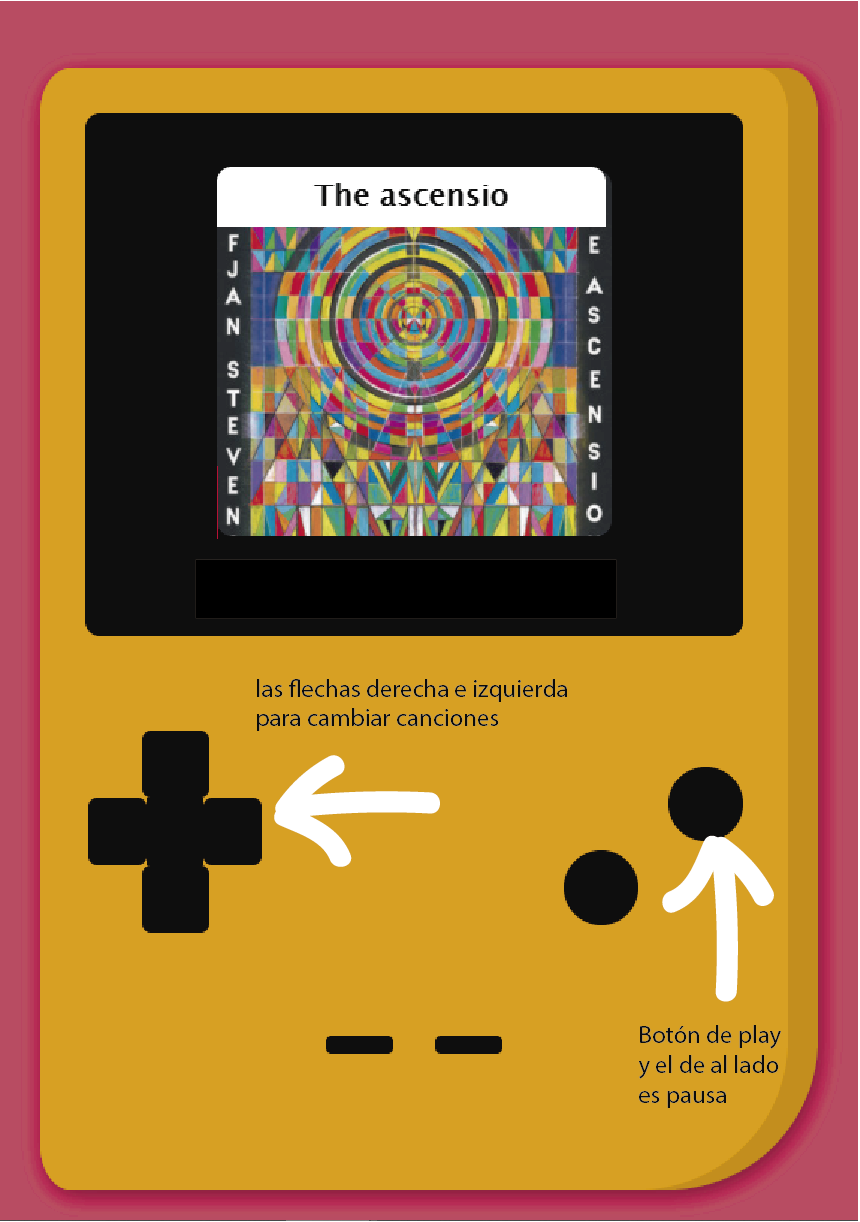 The ascensio
FJAN STEVEN
E ASCENSIO
las flechas derecha e izquierda
para cambiar canciones
Botón de play
y el de al lado
es pausa